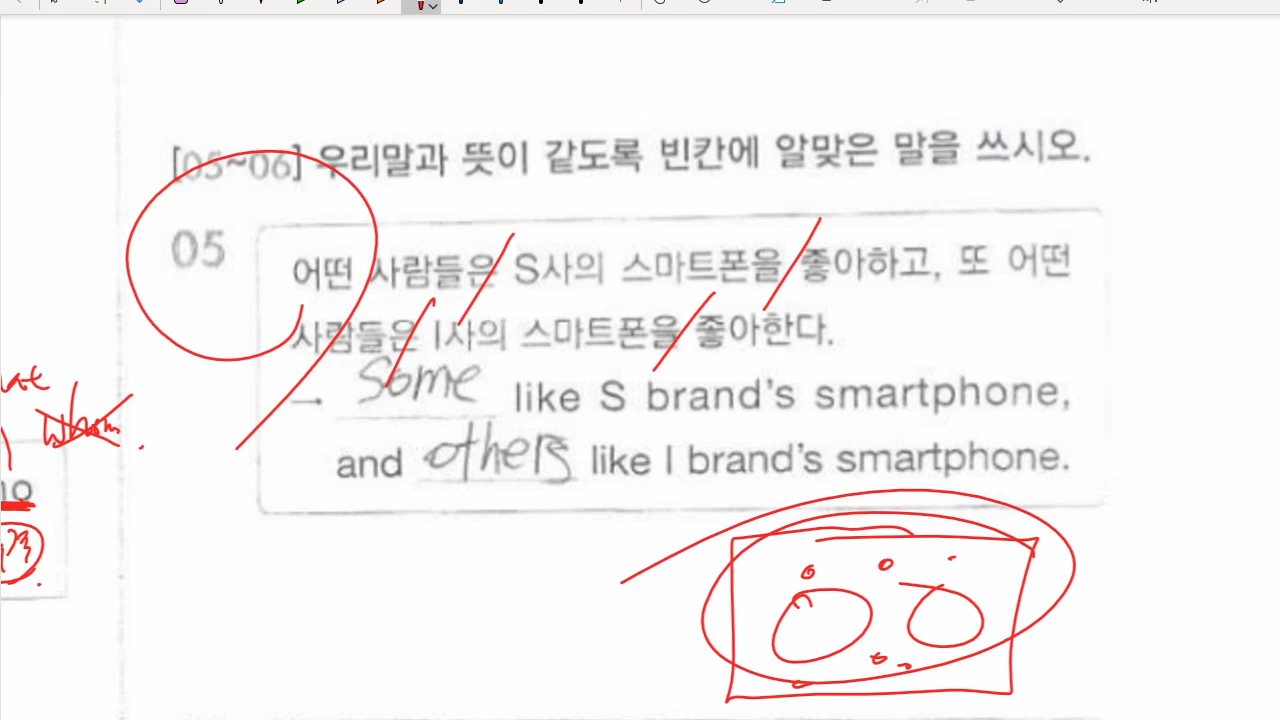 [05~06] 우리말과 뜻이 같도록 빈칸에 알맞은 말을 쓰시오.
05
어떤 사람들은 S사의 스마트폰을 좋아하고, 또 어떤
사람들은 I사의 스마트폰을 좋아한다.
→ Some like S brand's smartphone,
and others like I brand's smartphone.